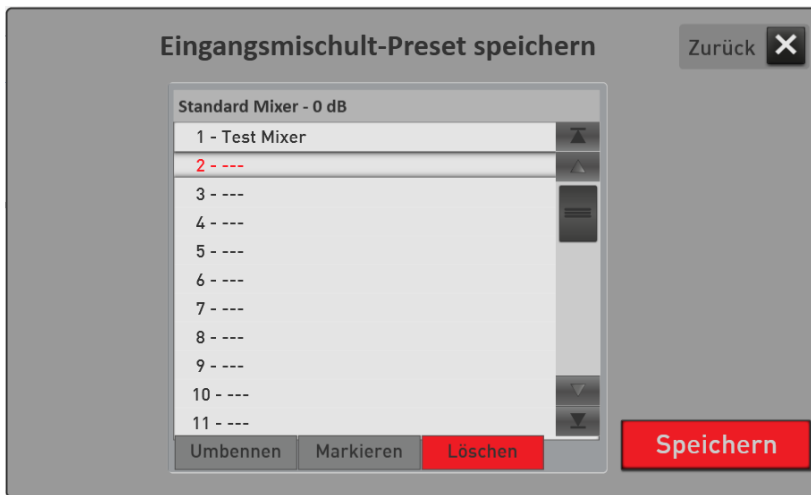 Eingangsmischult-Preset speichern
Zurück
Standard Mixer - 0 dB
1 - Test Mixer
2 - ---
3 - ---
4 - ---
5 - ---
6 - ---
7 - ---
8 - ---
9 - ---
10 - ---
11 - ---
Umbennen Markieren Löschen
Speichern